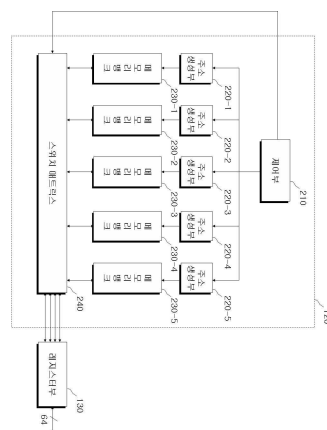 120
제어부
210
주소
생성부
220-1
주소
생성부
220-2
주소
생성부
220-3
주소
생성부
220-4
주소
생성부
220-5
메모리 뱅크
230-1
메모리 뱅크
230-2
메모리 뱅크
230-3
메모리 뱅크
230-4
메모리 뱅크
230-5
스위치 매트릭스
240
레지스터부
130
64